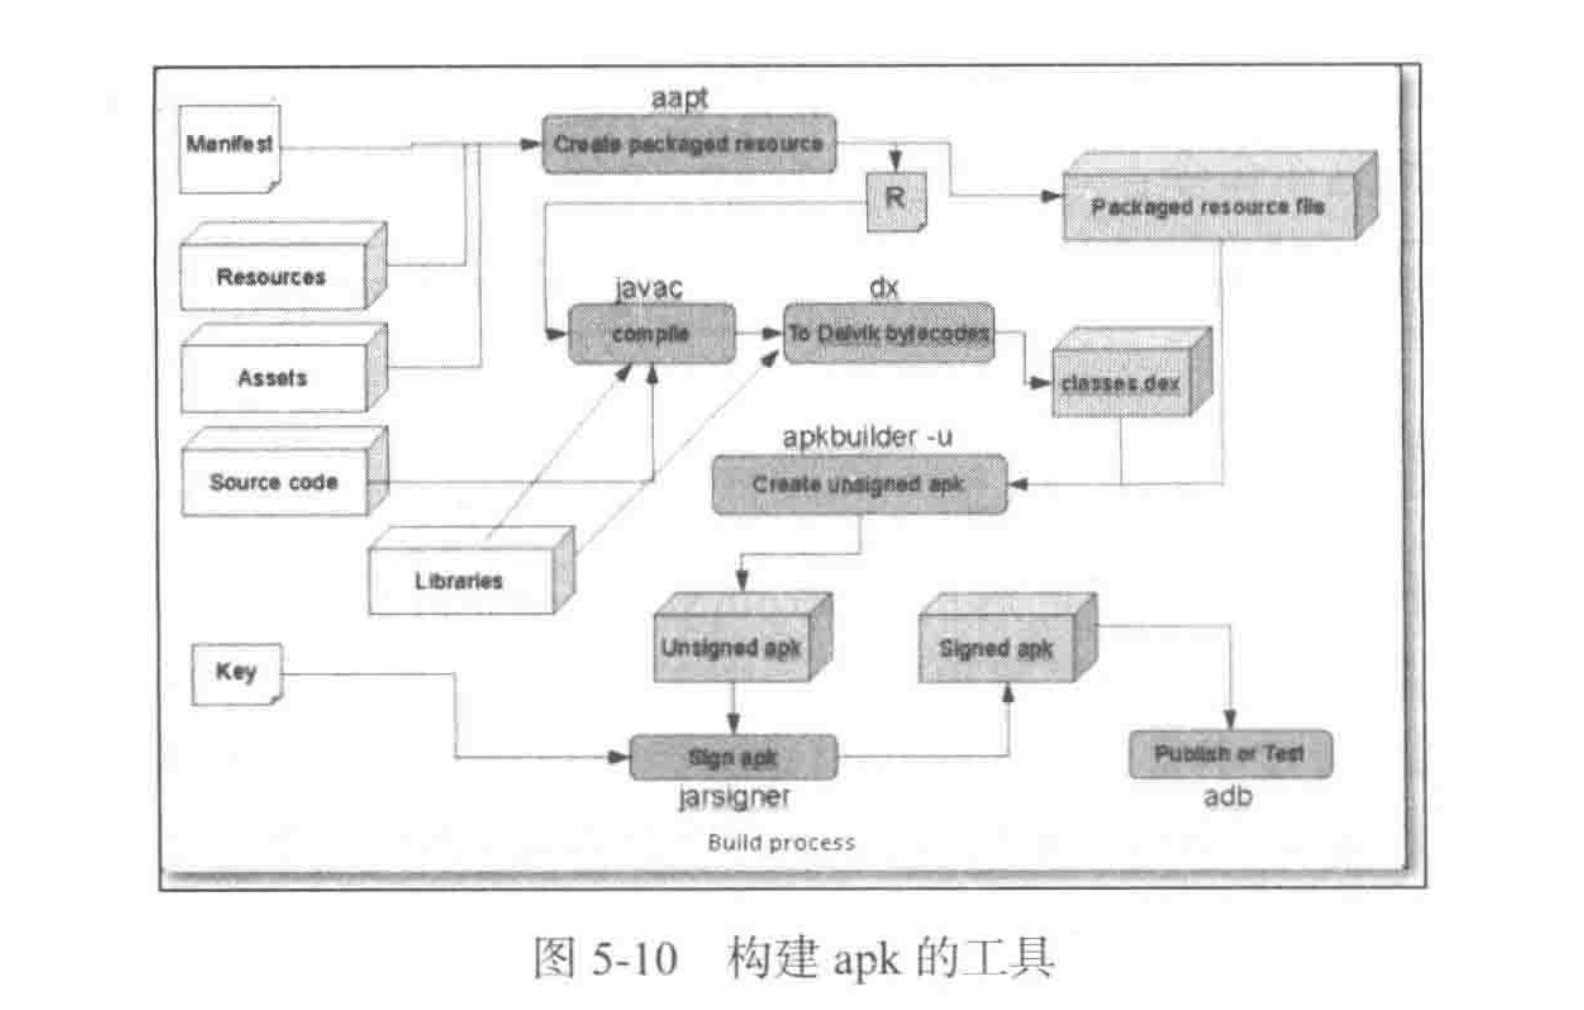 aapt
Manifest
Create packaged resource
R
Packaged resource file
Resources
javac
dx
compile
To Dalvik bytecodes
Assets
classes.dex
apkbuilder -u
Source code
Create unsigned apk
Libraries
Unsigned apk
Signed apk
Key
Sign apk
Publish or Test
jarsigner
adb
Build process
图 5-10 构建 apk 的工具